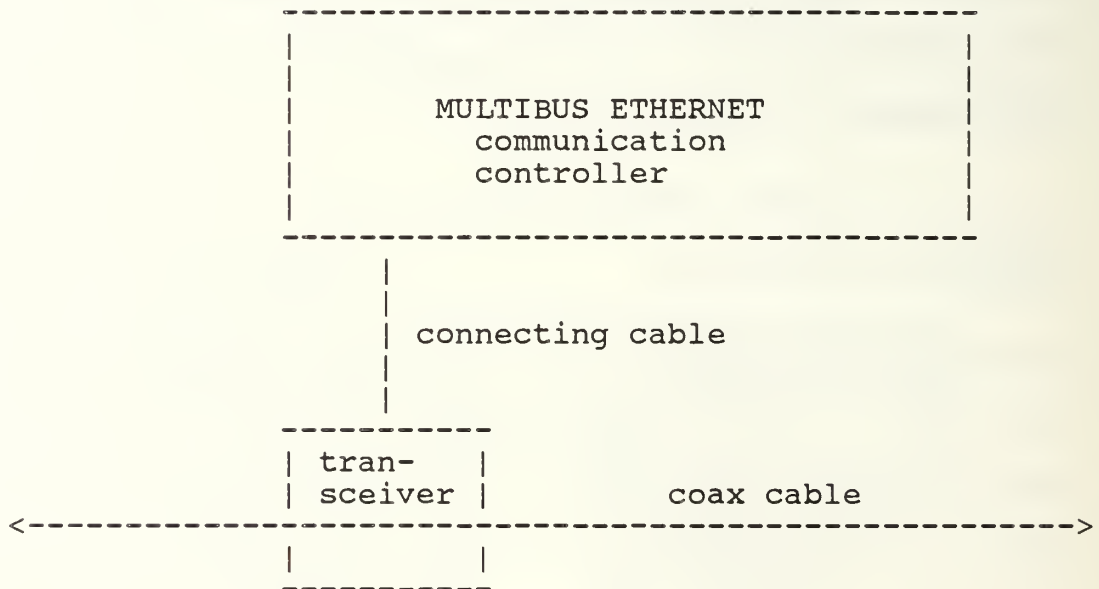 MULTIBUS ETHERNET
communication
controller
connecting cable
tran-
sceiver
coax cable